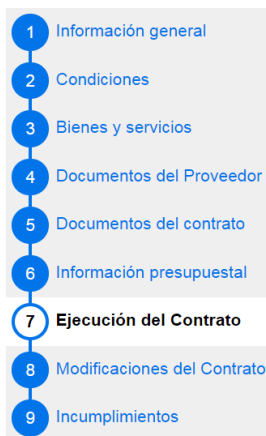 1 Información general
2 Condiciones
3 Bienes y servicios
4 Documentos del Proveedor
5 Documentos del contrato
6 Información presupuestal
7 Ejecución del Contrato
8 Modificaciones del Contrato
9 Incumplimientos